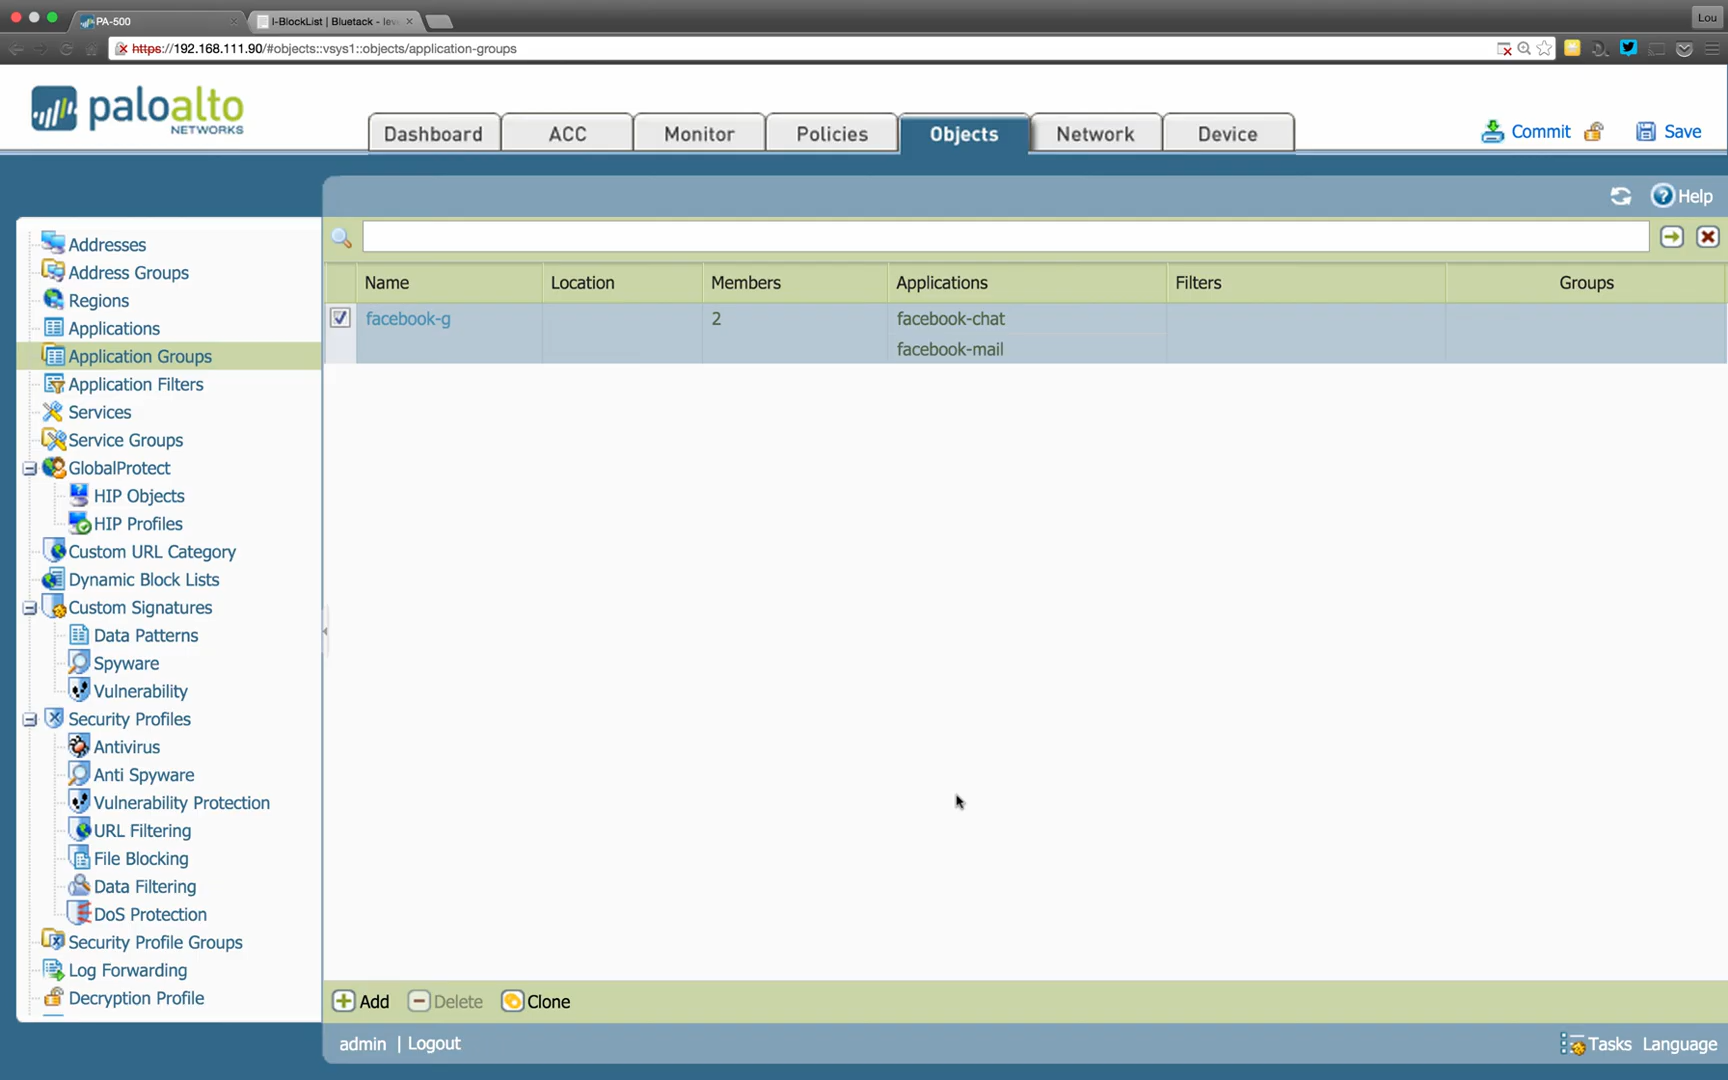 PA-500
I-BlockList | Bluetack - lev
Lou
https://192.168.111.90/#objects::vsys1::objects/application-groups
paloalto
NETWORKS
Dashboard
ACC
Monitor
Policies
Objects
Network
Device
Commit
Save
Help
Addresses
Address Groups
Regions
Applications
Application Groups
Application Filters
Services
Service Groups
GlobalProtect
HIP Objects
HIP Profiles
Custom URL Category
Dynamic Block Lists
Custom Signatures
Data Patterns
Spyware
Vulnerability
Security Profiles
Antivirus
Anti Spyware
Vulnerability Protection
URL Filtering
File Blocking
Data Filtering
DoS Protection
Security Profile Groups
Log Forwarding
Decryption Profile
Name Location Members Applications Filters Groups
facebook-g 2 facebook-chat
facebook-mail
Add Delete Clone
admin | Logout
Tasks Language